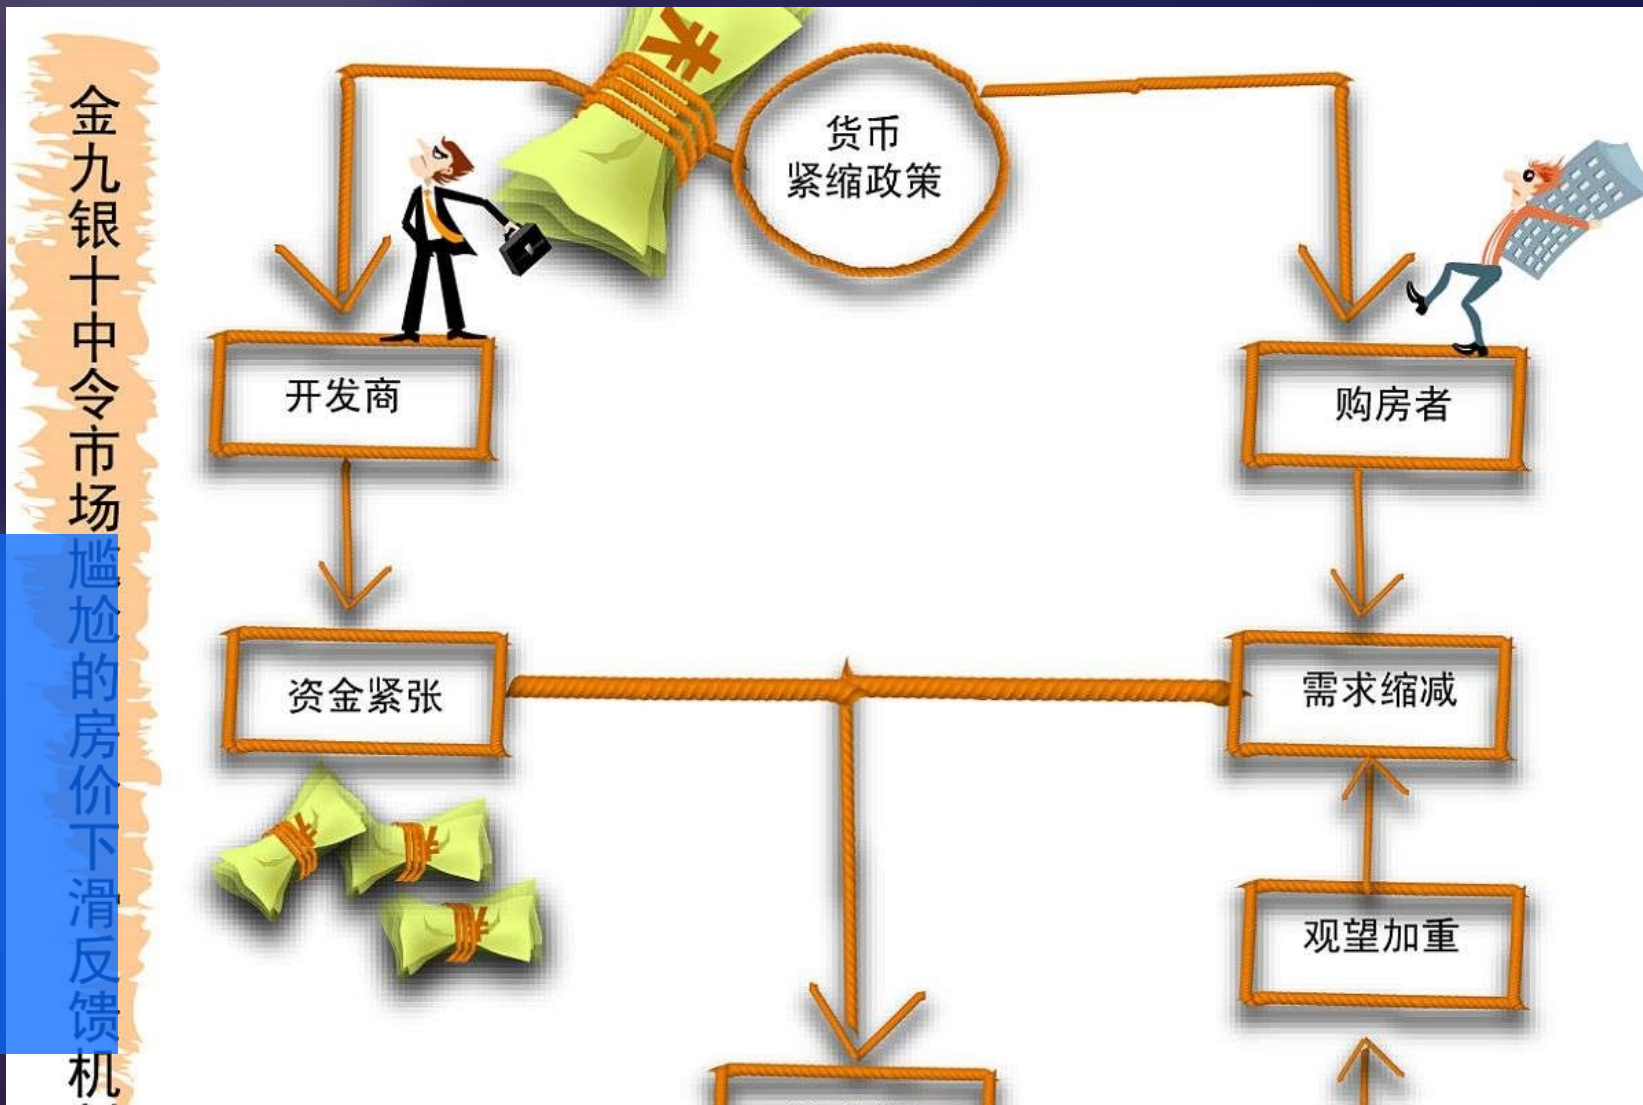 金九银十中令市场尴尬的房价下滑反馈机
货币
紧缩政策
开发商
购房者
资金紧张
需求缩减
观望加重